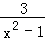 3
x² − 1